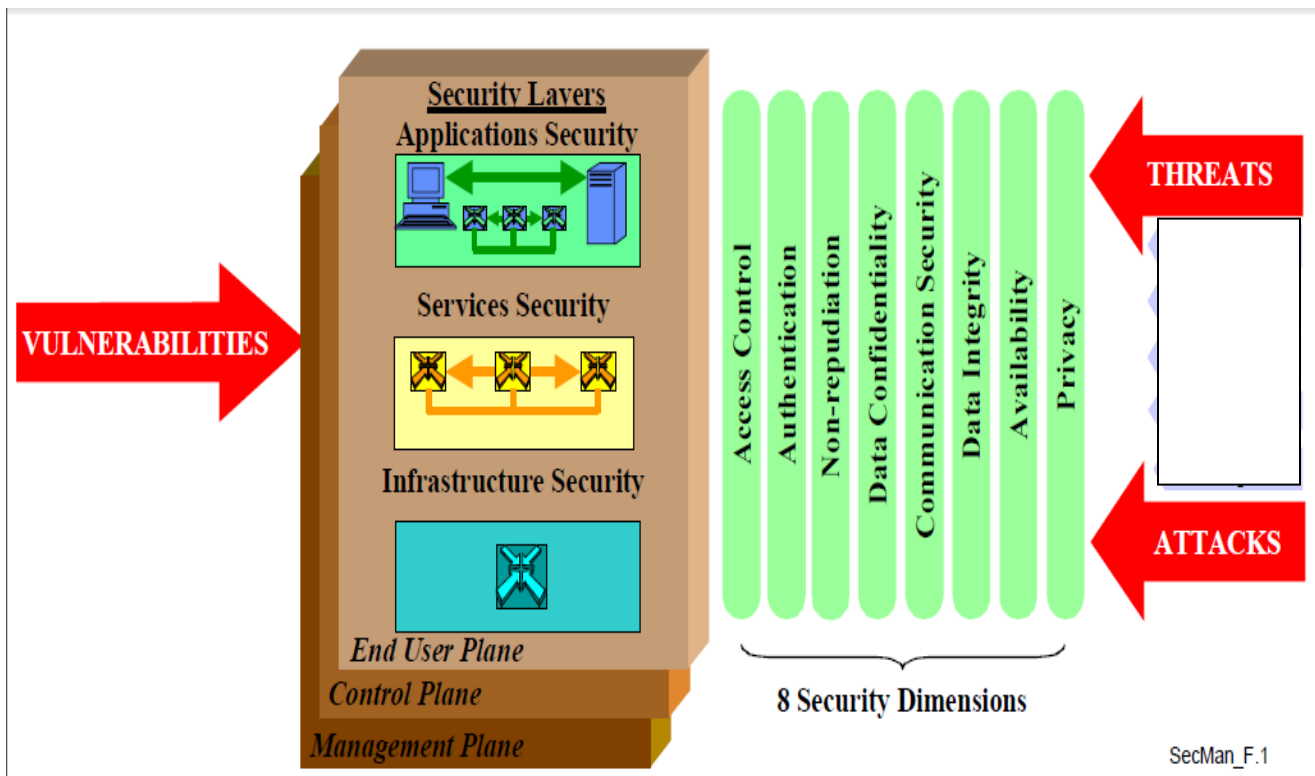 Security Layers
Applications Security
Services Security
Infrastructure Security
End User Plane
Control Plane
Management Plane
VULNERABILITIES
Access Control
Authentication
Non-repudiation
Data Confidentiality
Communication Security
Data Integrity
Availability
Privacy
8 Security Dimensions
THREATS
ATTACKS
SecMan_F.1